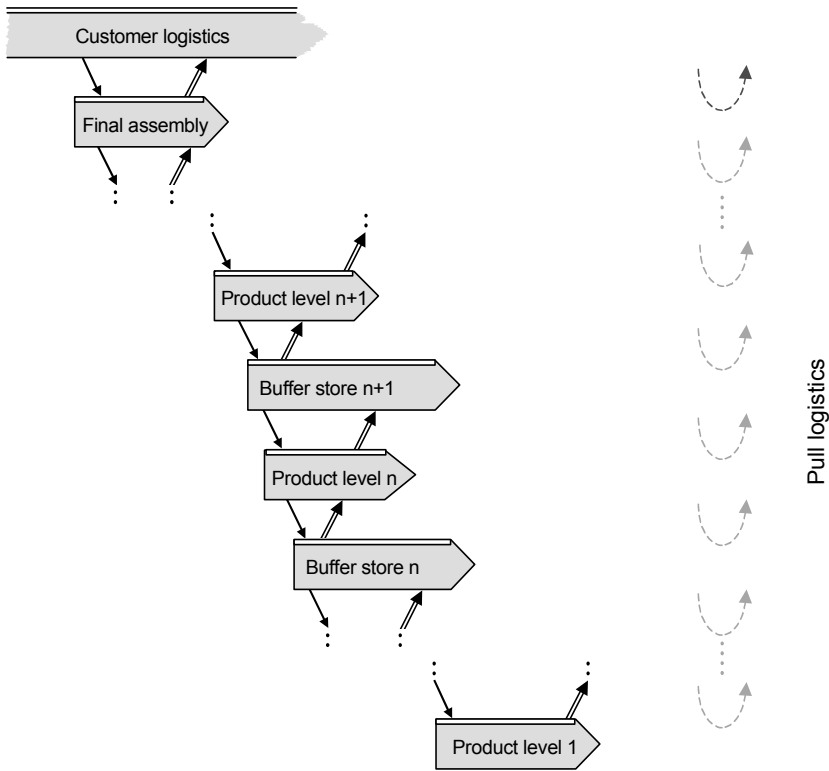 Customer logistics
Final assembly
Product level n+1
Buffer store n+1
Product level n
Buffer store n
Product level 1
Pull logistics